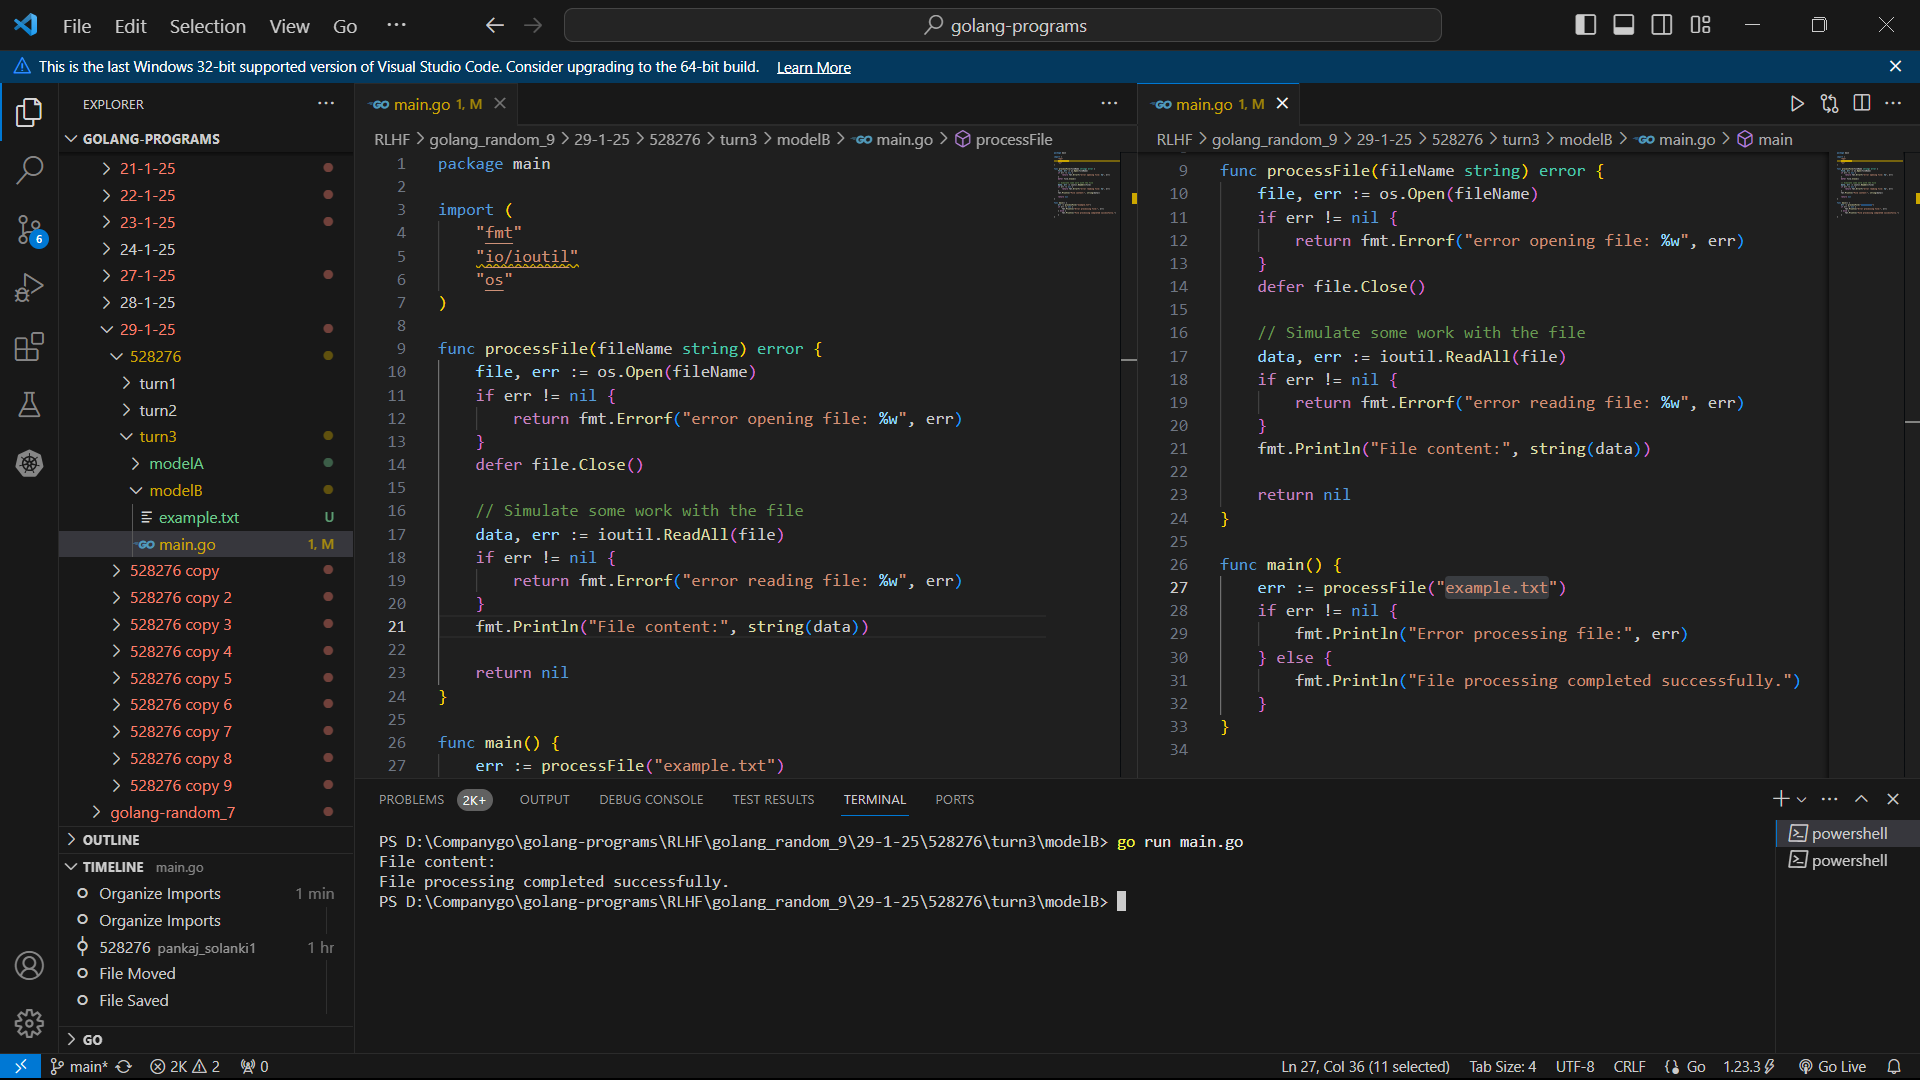 File Edit Selection View Go ···
golang-programs
This is the last Windows 32-bit supported version of Visual Studio Code. Consider upgrading to the 64-bit build. Learn More
EXPLORER
GOLANG-PROGRAMS
21-1-25
22-1-25
23-1-25
24-1-25
27-1-25
28-1-25
29-1-25
528276
turn1
turn2
turn3
modelA
modelB
example.txt U
main.go 1, M
528276 copy
528276 copy 2
528276 copy 3
528276 copy 4
528276 copy 5
528276 copy 6
528276 copy 7
528276 copy 8
528276 copy 9
golang-random_7
OUTLINE
TIMELINE main.go
Organize Imports 1 min
Organize Imports
528276 pankaj_solanki1 1 hr
File Moved
File Saved
GO
6
GO main.go 1, M
RLHF > golang_random_9 > 29-1-25 > 528276 > turn3 > modelB > GO main.go > processFile
1 package main
2
3 import (
4 "fmt"
5 "io/ioutil"
6 "os"
7 )
8
9 func processFile(fileName string) error {
10 file, err := os.Open(fileName)
11 if err != nil {
12 return fmt.Errorf("error opening file: %w", err)
13 }
14 defer file.Close()
15
16 // Simulate some work with the file
17 data, err := ioutil.ReadAll(file)
18 if err != nil {
19 return fmt.Errorf("error reading file: %w", err)
20 }
21 fmt.Println("File content:", string(data))
22
23 return nil
24 }
25
26 func main() {
27 err := processFile("example.txt")
GO main.go 1, M
RLHF > golang_random_9 > 29-1-25 > 528276 > turn3 > modelB > GO main.go > main
9 func processFile(fileName string) error {
10 file, err := os.Open(fileName)
11 if err != nil {
12 return fmt.Errorf("error opening file: %w", err)
13 }
14 defer file.Close()
15
16 // Simulate some work with the file
17 data, err := ioutil.ReadAll(file)
18 if err != nil {
19 return fmt.Errorf("error reading file: %w", err)
20 }
21 fmt.Println("File content:", string(data))
22
23 return nil
24 }
25
26 func main() {
27 err := processFile("example.txt")
28 if err != nil {
29 fmt.Println("Error processing file:", err)
30 } else {
31 fmt.Println("File processing completed successfully.")
32 }
33 }
34
PROBLEMS 2K+ OUTPUT DEBUG CONSOLE TEST RESULTS TERMINAL PORTS
PS D:\Companygo\golang-programs\RLHF\golang_random_9\29-1-25\528276\turn3\modelB> go run main.go
File content:
File processing completed successfully.
PS D:\Companygo\golang-programs\RLHF\golang_random_9\29-1-25\528276\turn3\modelB>
powershell
powershell
main* 2K 2 0
Ln 27, Col 36 (11 selected) Tab Size: 4 UTF-8 CRLF {} Go 1.23.3 Go Live